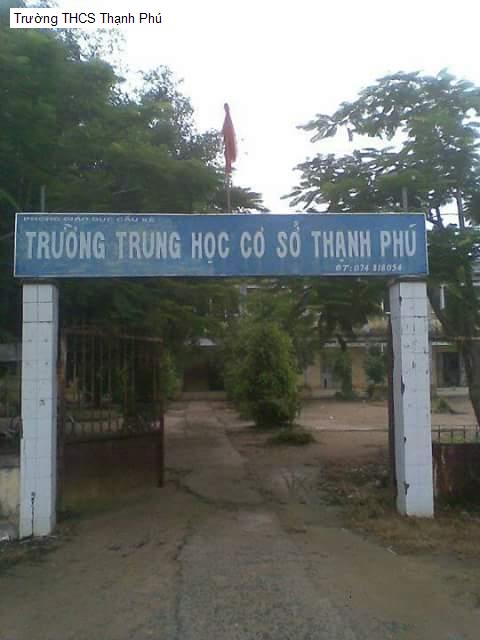 Trường THCS Thạnh Phú
PHÒNG GIÁO DỤC CẦU KÈ
TRƯỜNG TRUNG HỌC CƠ SỞ THẠNH PHÚ
ĐT: 074 818054